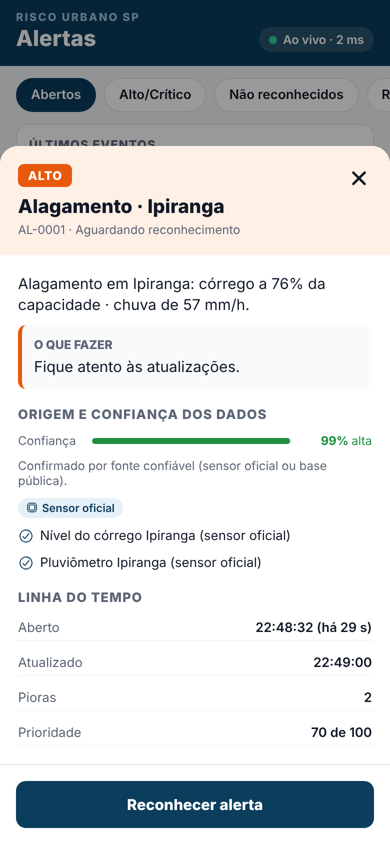 RISCO URBANO SP
Alertas
Ao vivo · 2 ms
Abertos
Alto/Crítico
Não reconhecidos
R
ÚLTIMOS EVENTOS
ALTO
Alagamento · Ipiranga
AL-0001 · Aguardando reconhecimento
Alagamento em Ipiranga: córrego a 76% da
capacidade · chuva de 57 mm/h.
O QUE FAZER
Fique atento às atualizações.
ORIGEM E CONFIANÇA DOS DADOS
Confiança
99% alta
Confirmado por fonte confiável (sensor oficial ou base
pública).
Sensor oficial
Nível do córrego Ipiranga (sensor oficial)
Pluviômetro Ipiranga (sensor oficial)
LINHA DO TEMPO
Aberto
22:48:32 (há 29 s)
Atualizado
22:49:00
Pioras
2
Prioridade
70 de 100
Reconhecer alerta